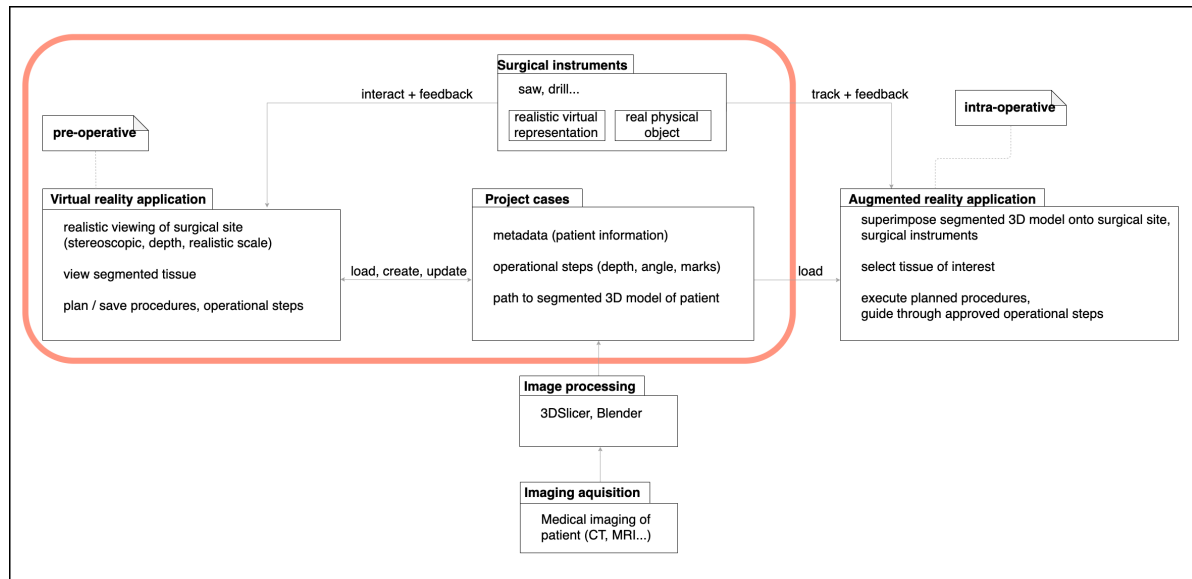 Surgical instruments
saw, drill...
realistic virtual
representation
real physical
object
interact + feedback
track + feedback
pre-operative
intra-operative
Virtual reality application
realistic viewing of surgical site
(stereoscopic, depth, realistic scale)
view segmented tissue
plan / save procedures, operational steps
load, create, update
Project cases
metadata (patient information)
operational steps (depth, angle, marks)
path to segmented 3D model of patient
load
Augmented reality application
superimpose segmented 3D model onto surgical site,
surgical instruments
select tissue of interest
execute planned procedures,
guide through approved operational steps
Image processing
3DSlicer, Blender
Imaging aquisition
Medical imaging of
patient (CT, MRI...)